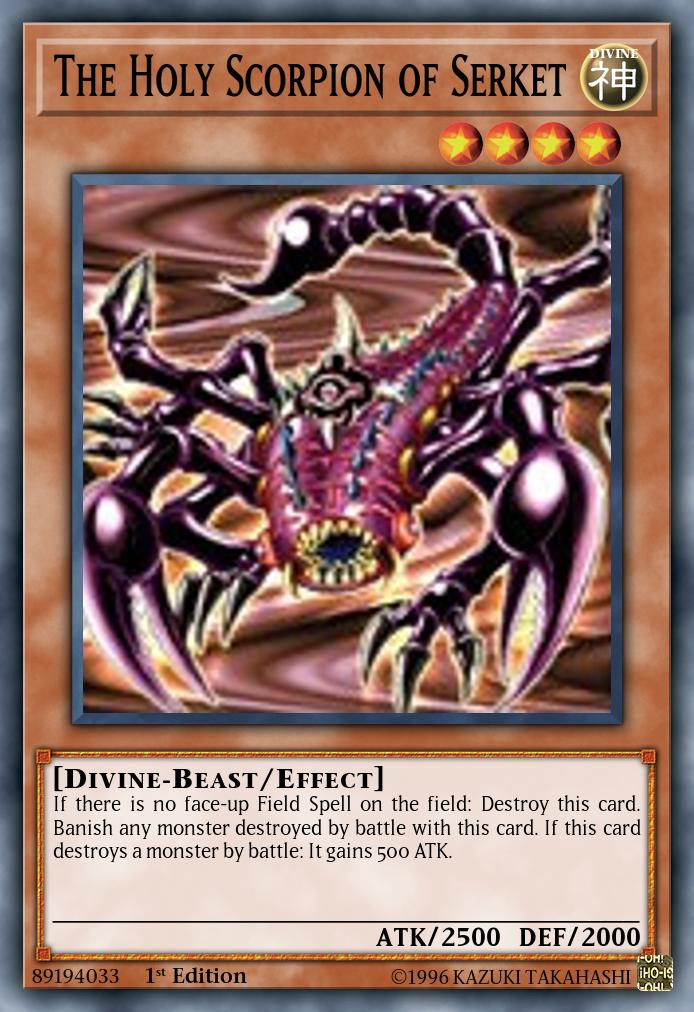 The Holy Scorpion of Serket
DIVINE
神
[Divine-Beast/Effect]
If there is no face-up Field Spell on the field: Destroy this card.
Banish any monster destroyed by battle with this card. If this card
destroys a monster by battle: It gains 500 ATK.
ATK/2500 DEF/2000
89194033 1st Edition ©1996 KAZUKI TAKAHASHI